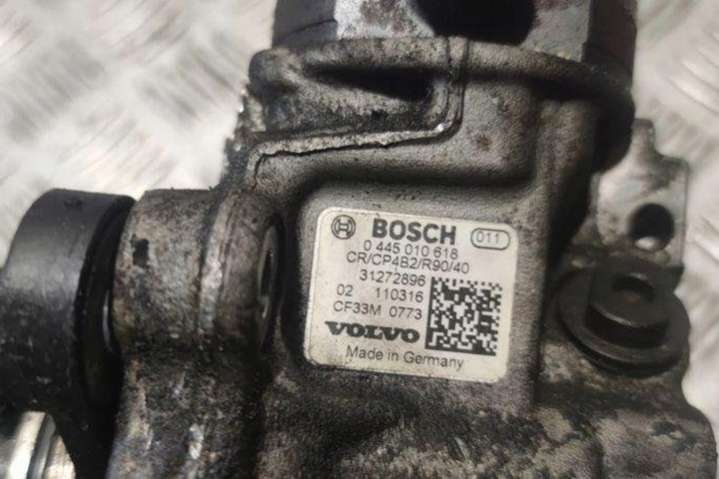 BOSCH 011
0 445 010 618
CR/CP4B2/R90/40
31272896
02 110316
CF33M 0773
VOLVO
Made in Germany